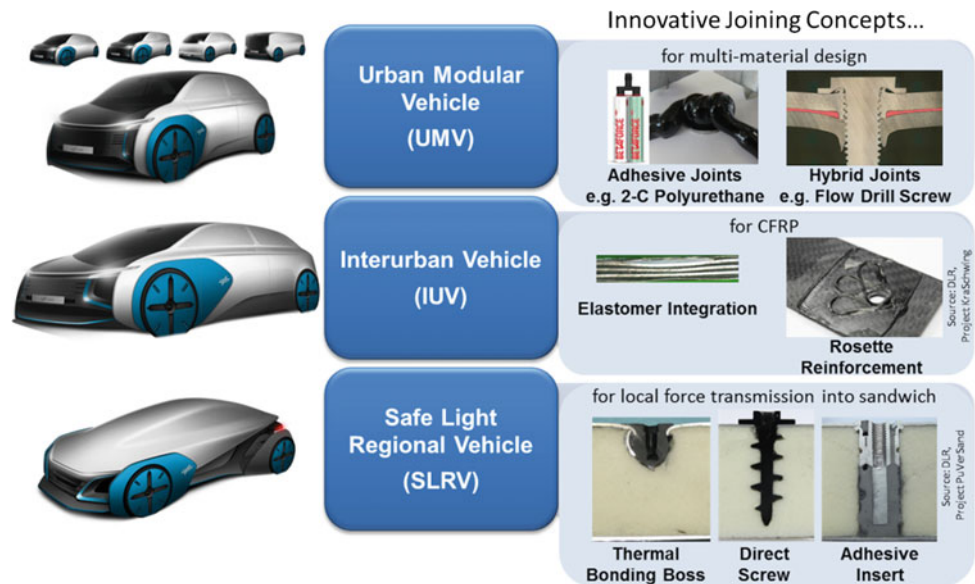 Innovative Joining Concepts...
Urban Modular
Vehicle
(UMV)
for multi-material design
BETAFORCE
Adhesive Joints
e.g. 2-C Polyurethane
Hybrid Joints
e.g. Flow Drill Screw
Interurban Vehicle
(IUV)
for CFRP
Elastomer Integration
Rosette
Reinforcement
Source: DLR,
Project KraSchwing
Safe Light
Regional Vehicle
(SLRV)
for local force transmission into sandwich
Thermal
Bonding Boss
Direct
Screw
Adhesive
Insert
Source: DLR,
Project PuVerSand